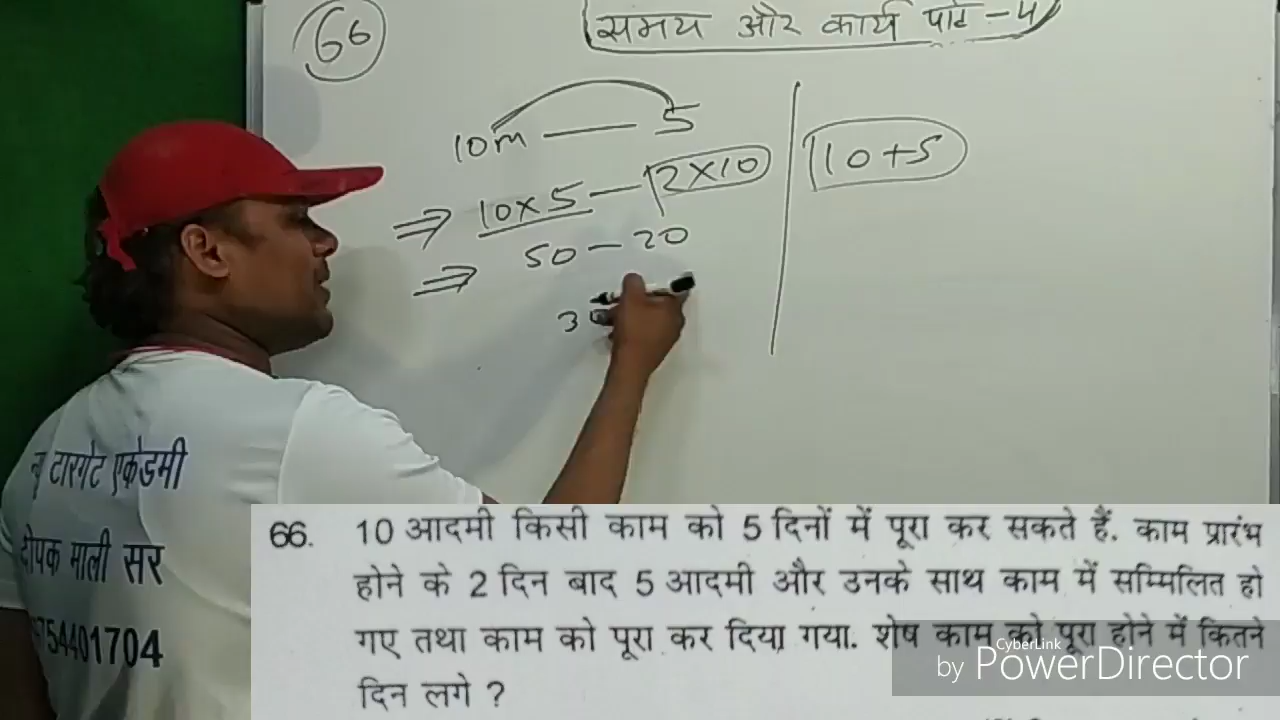 66
समय और कार्य पार्ट-4
10m — 5
⇒ 10×5 — 2×10
10+5
⇒ 50 — 20
30
न्यू टारगेट एकेडमी
दीपक माली सर
754401704
66. 10 आदमी किसी काम को 5 दिनों में पूरा कर सकते हैं. काम प्रारंभ
होने के 2 दिन बाद 5 आदमी और उनके साथ काम में सम्मिलित हो
गए तथा काम को पूरा कर दिया गया. शेष काम को पूरा होने में कितने
दिन लगे ?
CyberLink
by PowerDirector